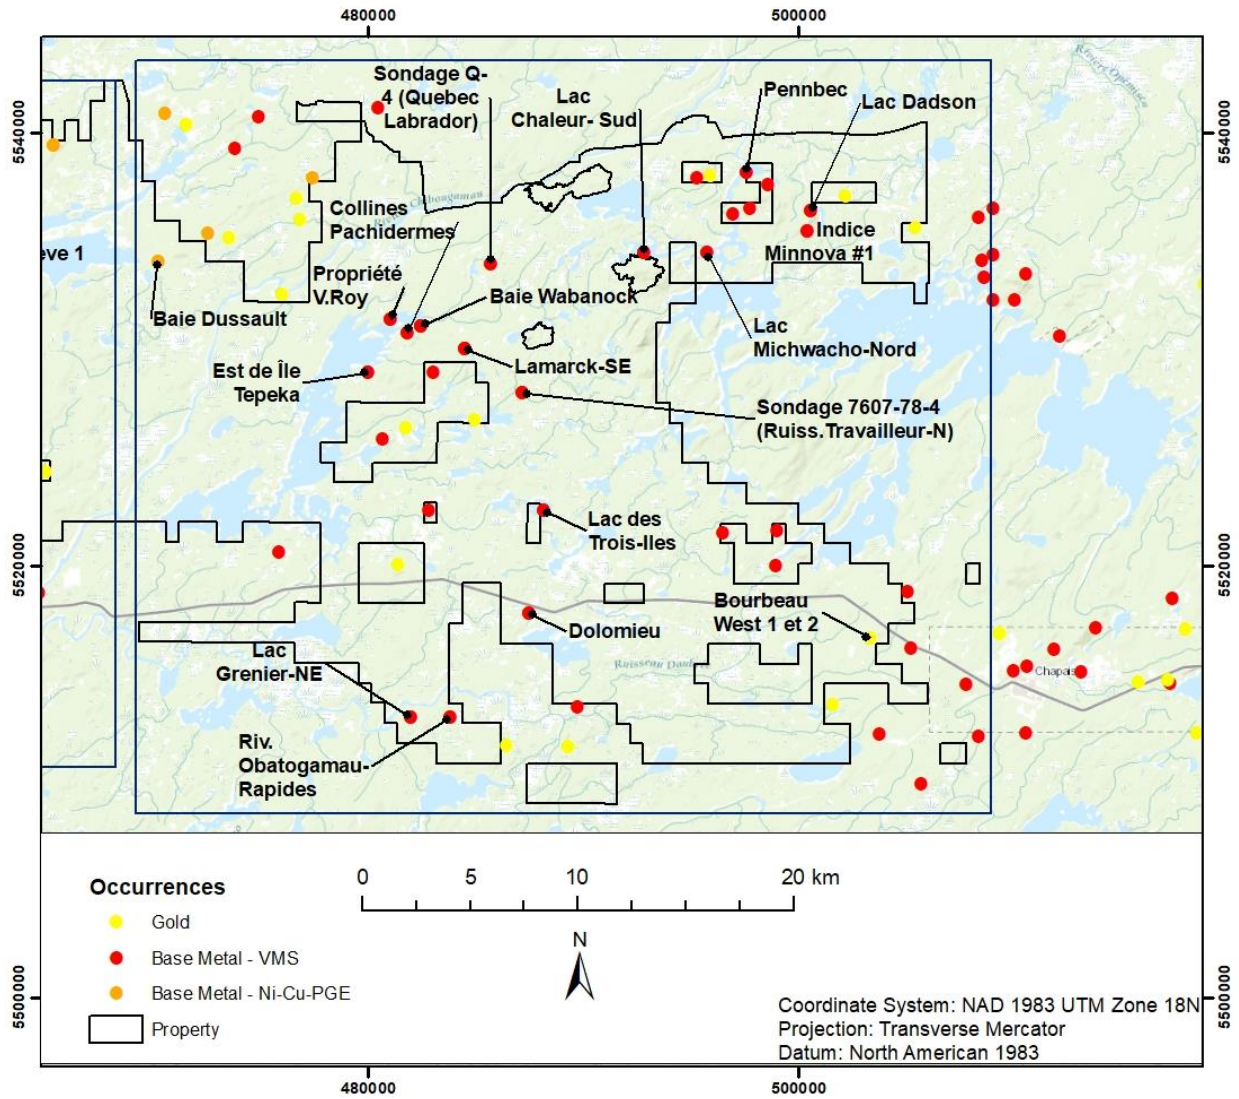 480000
500000
Sondage Q-
4 (Quebec
Labrador)
Lac
Chaleur- Sud
Pennbec
Lac Dadson
Rivière Opémisca
5540000
5540000
Rivière Chibougamau
Collines
Pachidermes
Indice
Minnova #1
eve 1
Propriété
V.Roy
Baie Wabanock
Baie Dussault
Lac
Michwacho-Nord
Lamarck-SE
Est de Île
Tepeka
Sondage 7607-78-4
(Ruiss.Travailleur-N)
Lac des
Trois-Iles
5520000
5520000
Bourbeau
West 1 et 2
Dolomieu
Lac
Grenier-NE
Ruisseau
Chapais
Riv.
Obatogamau-
Rapides
Occurrences
Gold
Base Metal - VMS
Base Metal - Ni-Cu-PGE
Property
0 5 10 20 km
N
5500000
5500000
Coordinate System: NAD 1983 UTM Zone 18N
Projection: Transverse Mercator
Datum: North American 1983
480000
500000